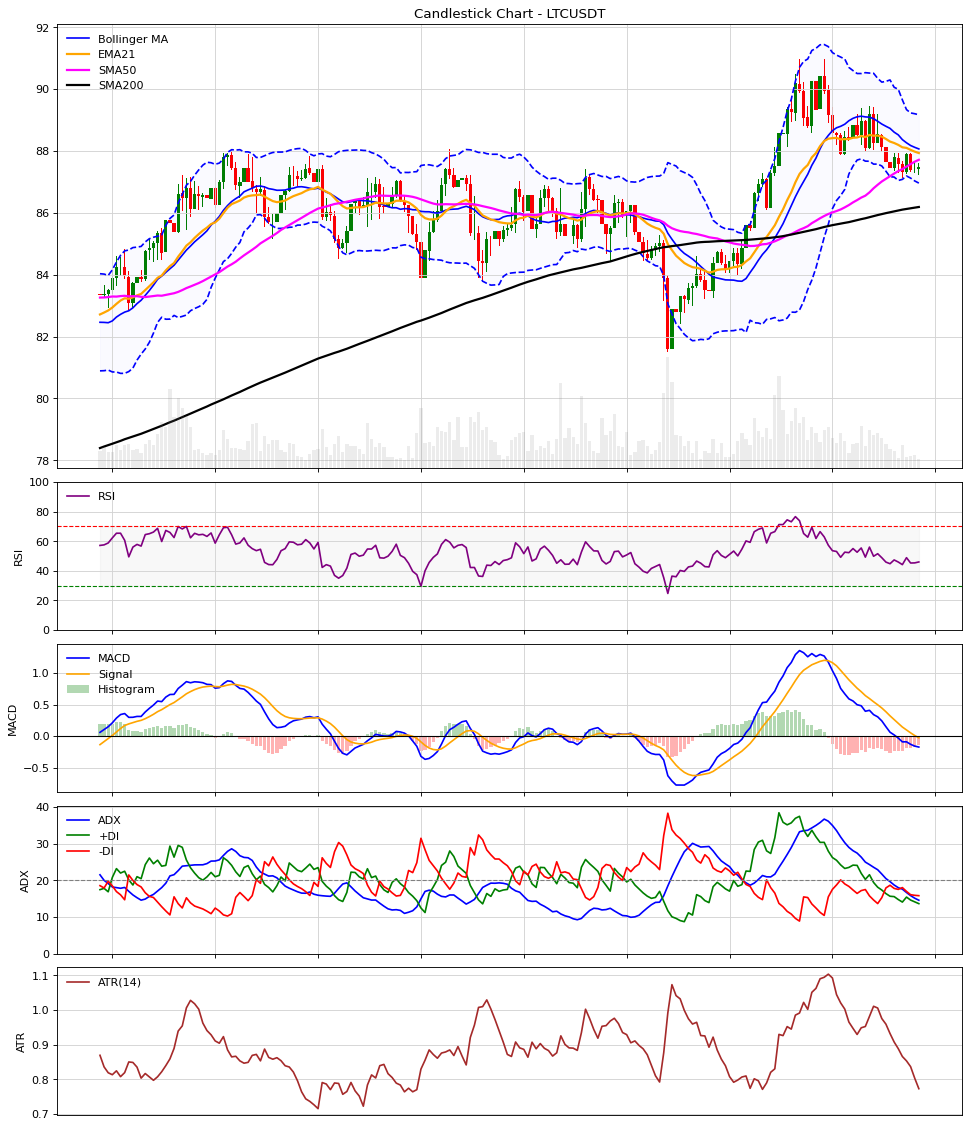 Candlestick Chart - LTCUSDT
92
90
88
86
84
82
80
78
Bollinger MA
EMA21
SMA50
SMA200
100
80
60
40
20
0
RSI
RSI
1.0
0.5
0.0
−0.5
MACD
MACD
Signal
Histogram
40
30
20
10
0
ADX
ADX
+DI
-DI
1.1
1.0
0.9
0.8
0.7
ATR
ATR(14)